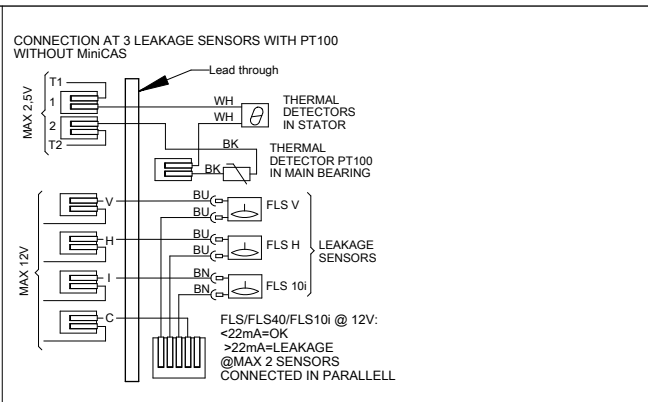 CONNECTION AT 3 LEAKAGE SENSORS WITH PT100
WITHOUT MiniCAS
Lead through
MAX 2,5V
T1
1
2
T2
WH
WH
THERMAL
DETECTORS
IN STATOR
BK
BK
THERMAL
DETECTOR PT100
IN MAIN BEARING
MAX 12V
V
BU
BU
FLS V
H
BU
BU
FLS H
LEAKAGE
SENSORS
I
BN
BN
FLS 10i
C
FLS/FLS40/FLS10i @ 12V:
<22mA=OK
>22mA=LEAKAGE
@MAX 2 SENSORS
CONNECTED IN PARALLELL